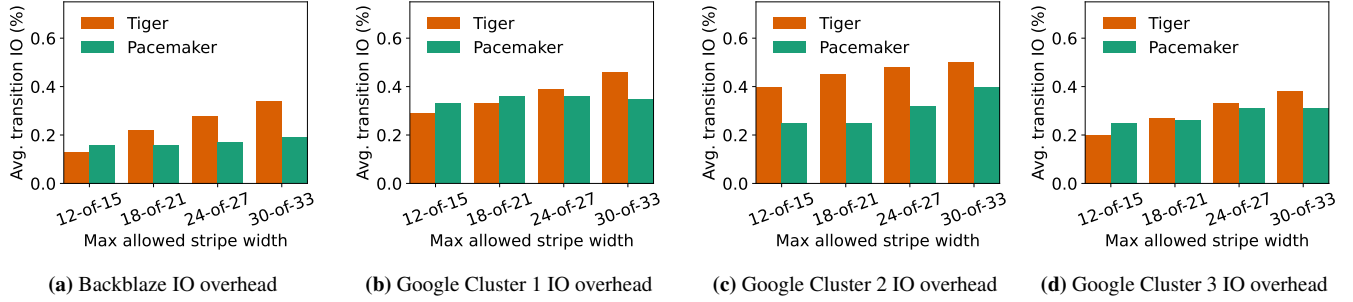 Avg. transition IO (%)
0.6
0.4
0.2
0.0
Tiger
Pacemaker
12-of-15
18-of-21
24-of-27
30-of-33
Max allowed stripe width
(a) Backblaze IO overhead
Avg. transition IO (%)
0.6
0.4
0.2
0.0
Tiger
Pacemaker
12-of-15
18-of-21
24-of-27
30-of-33
Max allowed stripe width
(b) Google Cluster 1 IO overhead
Avg. transition IO (%)
0.6
0.4
0.2
0.0
Tiger
Pacemaker
12-of-15
18-of-21
24-of-27
30-of-33
Max allowed stripe width
(c) Google Cluster 2 IO overhead
Avg. transition IO (%)
0.6
0.4
0.2
0.0
Tiger
Pacemaker
12-of-15
18-of-21
24-of-27
30-of-33
Max allowed stripe width
(d) Google Cluster 3 IO overhead